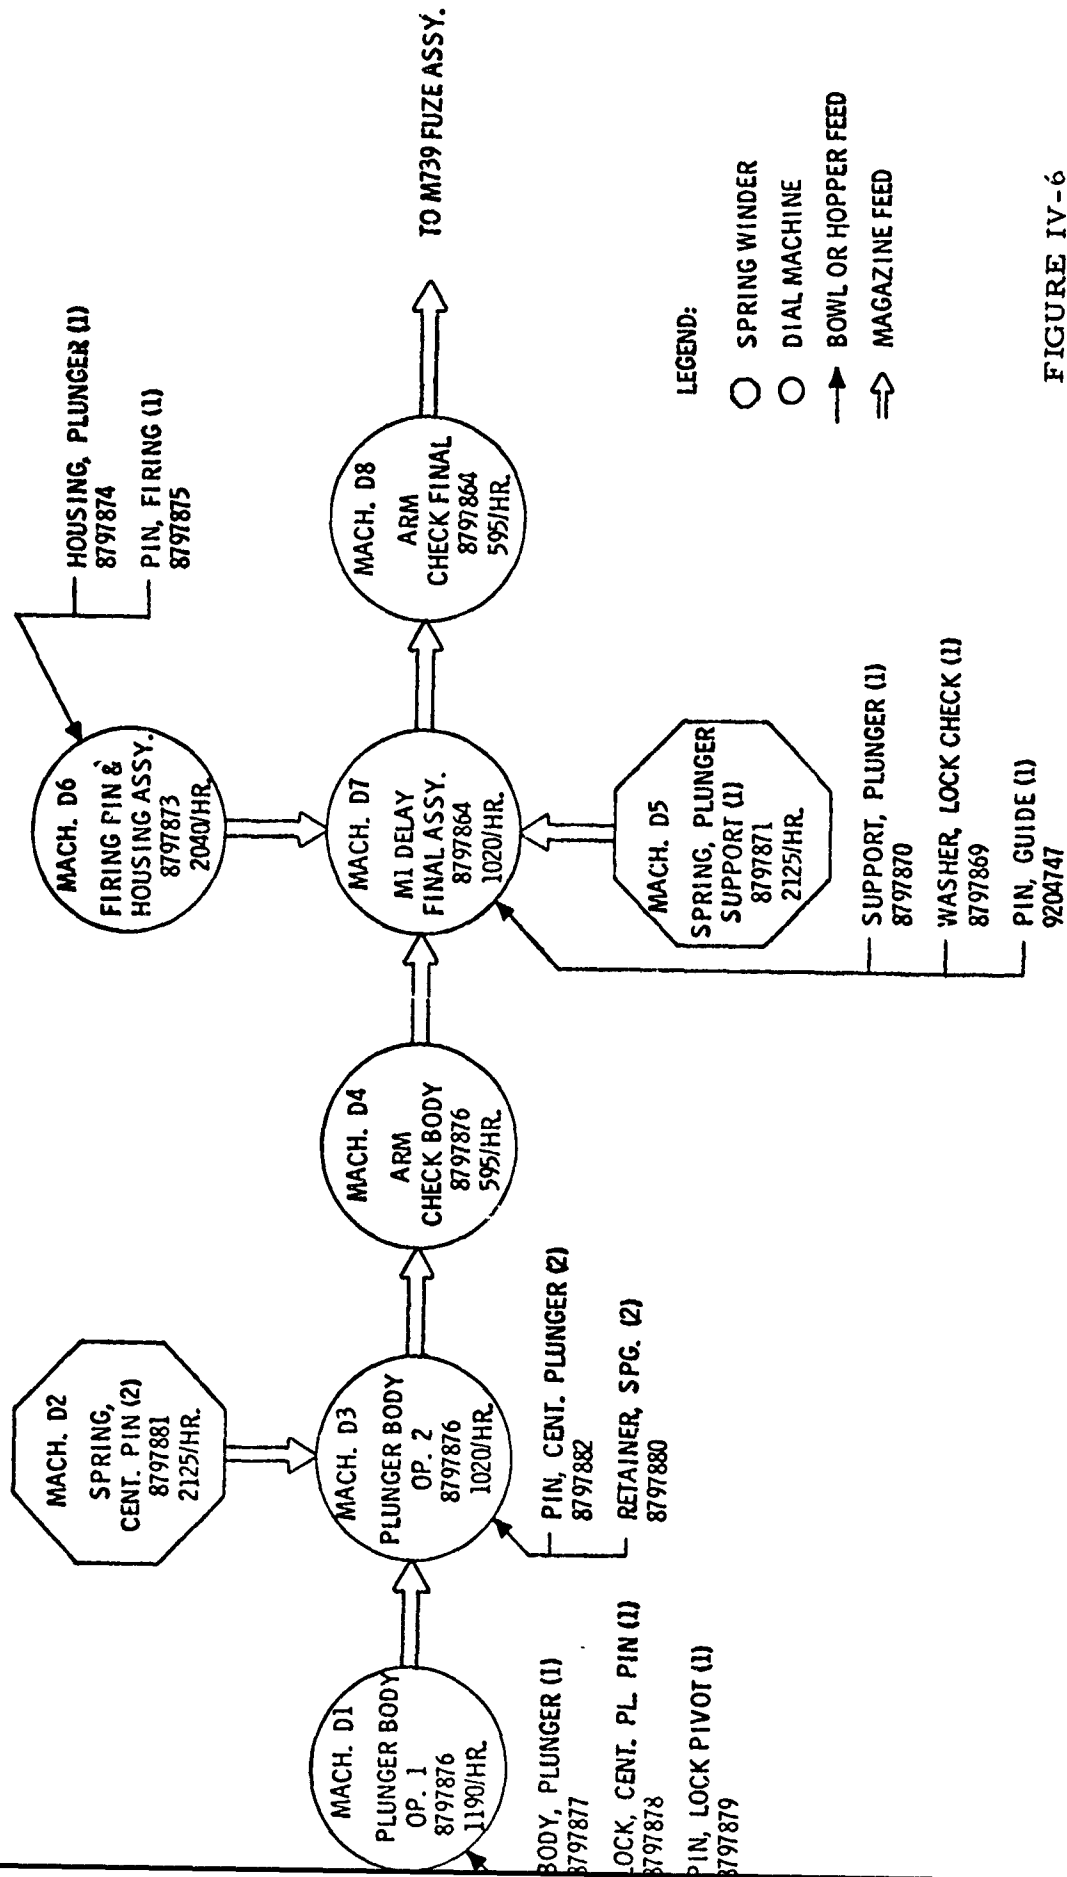 MACH. D1
PLUNGER BODY
OP. 1
8797876
1190/HR.
BODY, PLUNGER (1)
8797877
LOCK, CENT. PL. PIN (1)
8797878
PIN, LOCK PIVOT (1)
8797879
MACH. D2
SPRING,
CENT. PIN (2)
8797881
2125/HR.
MACH. D3
PLUNGER BODY
OP. 2
8797876
1020/HR.
PIN, CENT. PLUNGER (2)
8797882
RETAINER, SPG. (2)
8797880
MACH. D4
ARM
CHECK BODY
8797876
595/HR.
MACH. D6
FIRING PIN &
HOUSING ASSY.
8797873
2040/HR.
HOUSING, PLUNGER (1)
8797874
PIN, FIRING (1)
8797875
MACH. D7
M1 DELAY
FINAL ASSY.
8797864
1020/HR.
MACH. D5
SPRING, PLUNGER
SUPPORT (1)
8797871
2125/HR.
SUPPORT, PLUNGER (1)
8797870
WASHER, LOCK CHECK (1)
8797869
PIN, GUIDE (1)
9204747
MACH. D8
ARM
CHECK FINAL
8797864
595/HR.
TO M739 FUZE ASSY.
LEGEND:
SPRING WINDER
DIAL MACHINE
BOWL OR HOPPER FEED
MAGAZINE FEED
FIGURE IV-6